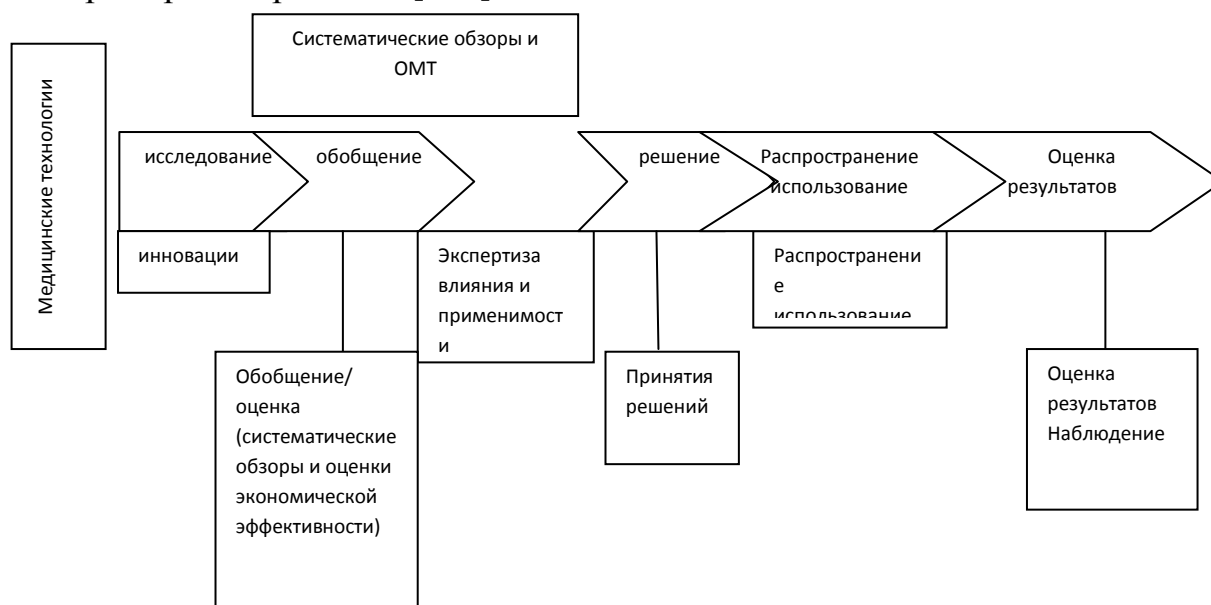 Систематические обзоры и
ОМТ
Медицинские технологии
исследование
обобщение
решение
Распространение
использование
Оценка
результатов
инновации
Экспертиза
влияния и
применимост
и
Распространени
е
использование
Обобщение/
оценка
(систематические
обзоры и оценки
экономической
эффективности)
Принятия
решений
Оценка
результатов
Наблюдение